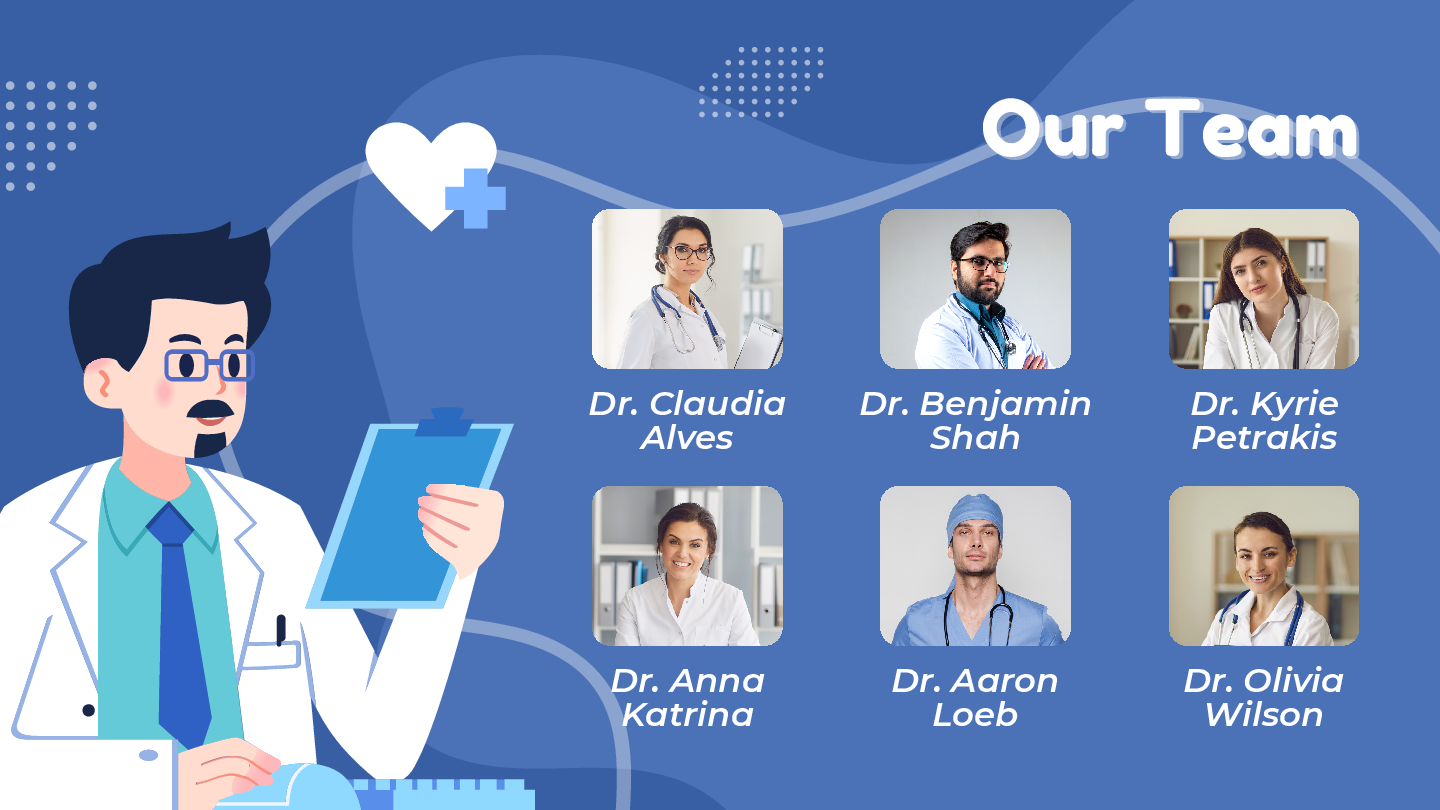 Our Team
Dr. Claudia
Alves
Dr. Benjamin
Shah
Dr. Kyrie
Petrakis
Dr. Anna
Katrina
Dr. Aaron
Loeb
Dr. Olivia
Wilson